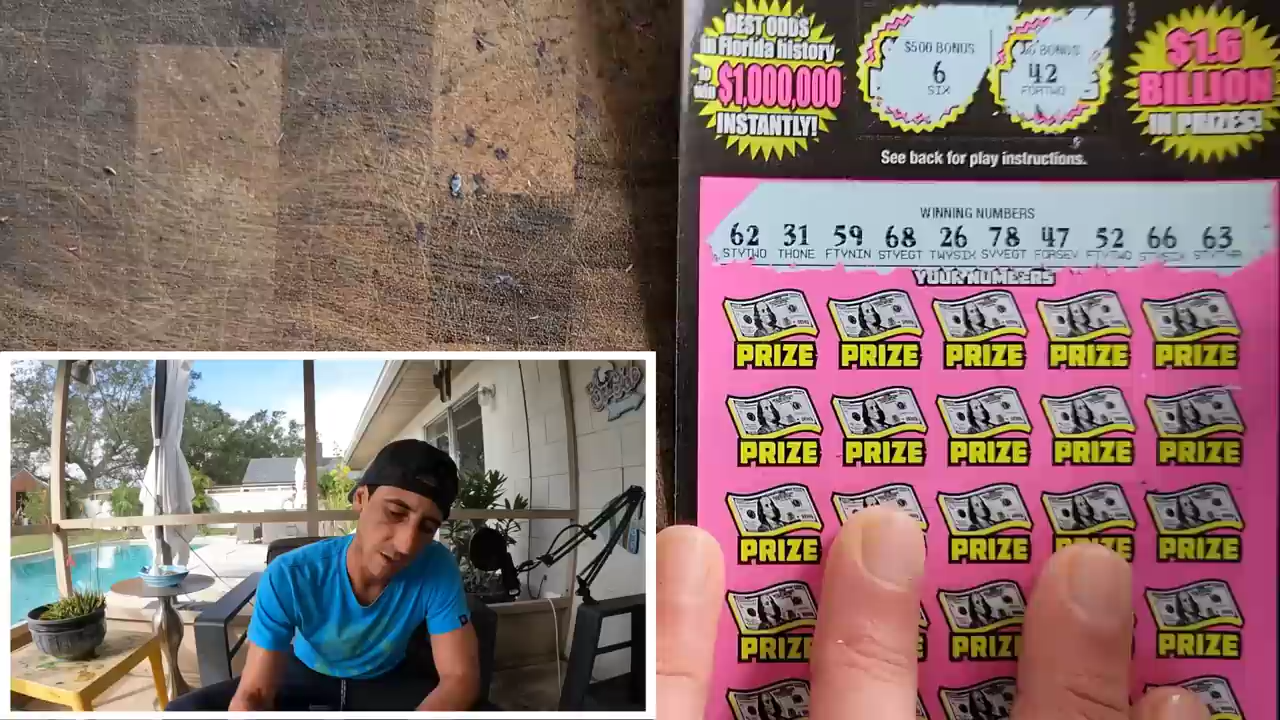 BEST ODDS
in Florida history
to win $1,000,000
INSTANTLY!
$500 BONUS
6
SIX
BONUS
42
FORTWO
$1.6
BILLION
IN PRIZES!
See back for play instructions.
WINNING NUMBERS
62 31 59 68 26 78 47 52 66 63
STYTWO THONE FTYNIN STYEGT TWYSIX SVYEGT FORSEV FTYTWO STYSIX STYTHR
YOUR NUMBERS
PRIZE PRIZE PRIZE PRIZE PRIZE
PRIZE PRIZE PRIZE PRIZE PRIZE
PRIZE PRIZE PRIZE PRIZE
PRIZE PRIZE PRIZE